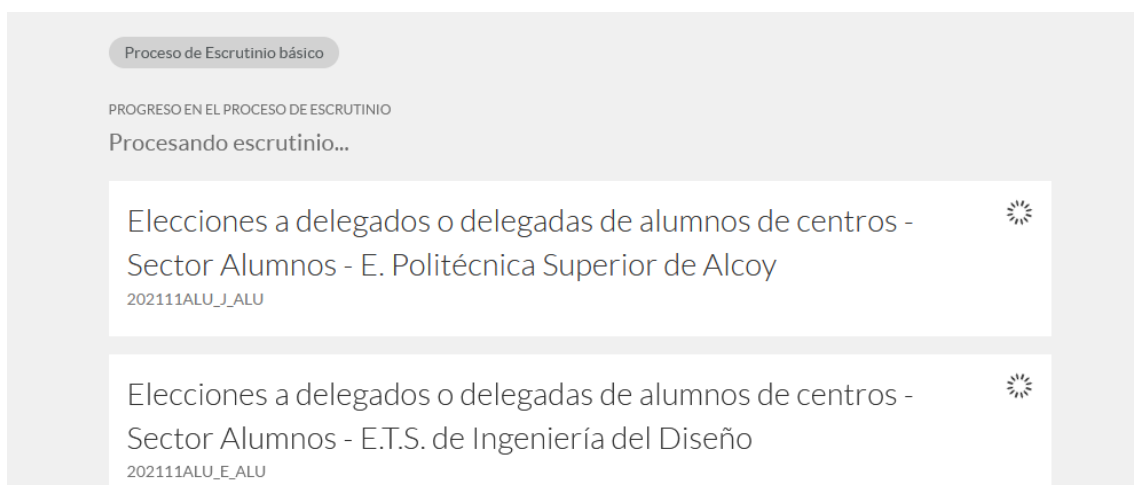 Proceso de Escrutinio básico
PROGRESO EN EL PROCESO DE ESCRUTINIO
Procesando escrutinio...
Elecciones a delegados o delegadas de alumnos de centros -
Sector Alumnos - E. Politécnica Superior de Alcoy
202111ALU_J_ALU
Elecciones a delegados o delegadas de alumnos de centros -
Sector Alumnos - E.T.S. de Ingeniería del Diseño
202111ALU_E_ALU